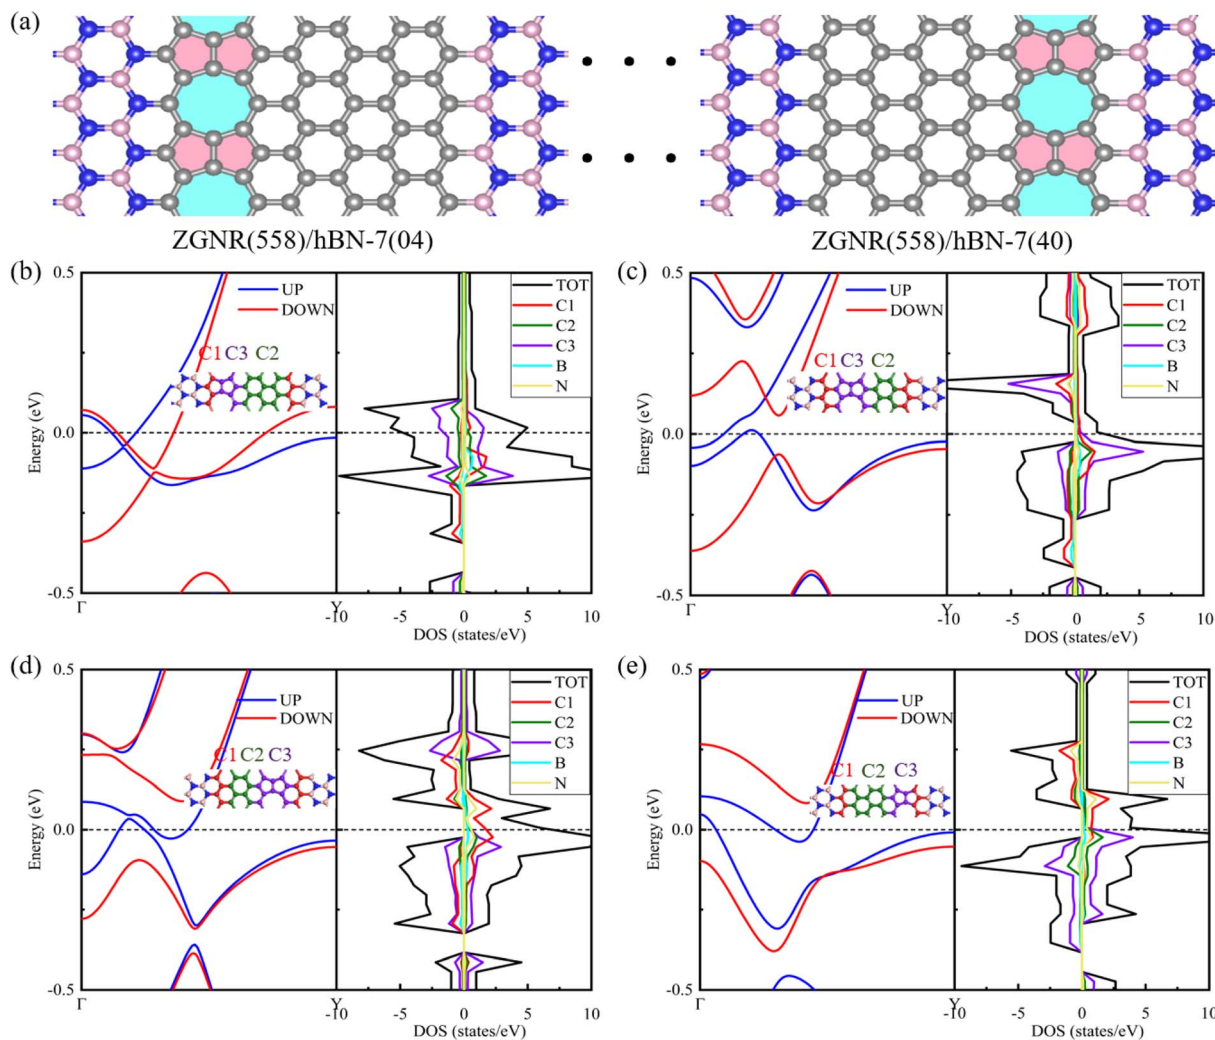 (a)
ZGNR(558)/hBN-7(04)
ZGNR(558)/hBN-7(40)
(b)
Energy (eV)
0.5
0.0
-0.5
Γ
Y
UP
DOWN
C1 C3 C2
TOT
C1
C2
C3
B
N
-10
-5
0
5
10
DOS (states/eV)
(c)
Energy (eV)
0.5
0.0
-0.5
Γ
Y
UP
DOWN
C1 C3 C2
TOT
C1
C2
C3
B
N
-10
-5
0
5
10
DOS (states/eV)
(d)
Energy (eV)
0.5
0.0
-0.5
Γ
Y
UP
DOWN
C1 C2 C3
TOT
C1
C2
C3
B
N
-10
-5
0
5
10
DOS (states/eV)
(e)
Energy (eV)
0.5
0.0
-0.5
Γ
Y
UP
DOWN
C1 C2 C3
TOT
C1
C2
C3
B
N
-10
-5
0
5
10
DOS (states/eV)